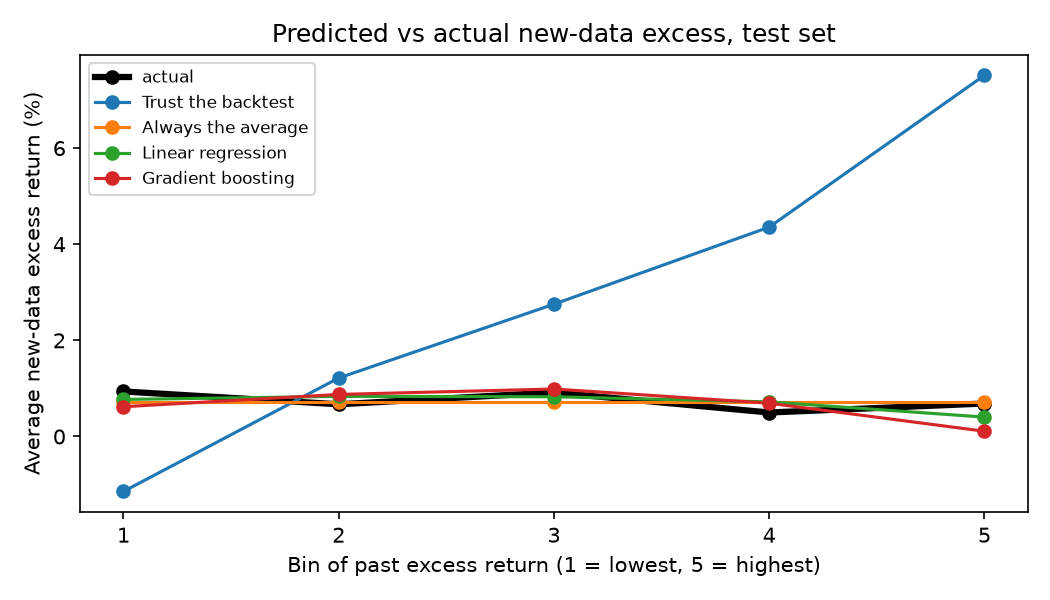 Predicted vs actual new-data excess, test set
actual
Trust the backtest
Always the average
Linear regression
Gradient boosting
Average new-data excess return (%)
6
4
2
0
1 2 3 4 5
Bin of past excess return (1 = lowest, 5 = highest)